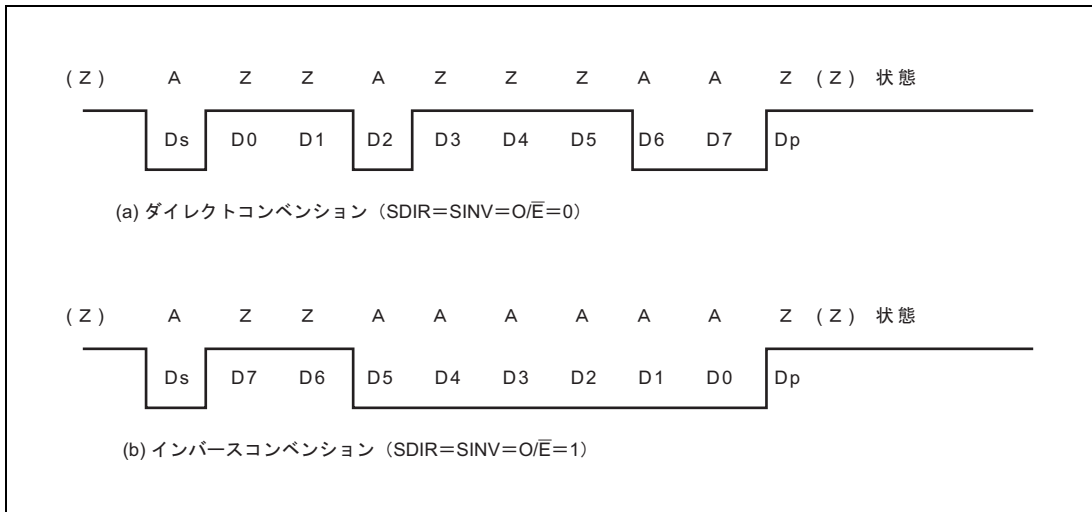 (Z) A Z Z A Z Z Z A A Z (Z) 状態
Ds D0 D1 D2 D3 D4 D5 D6 D7 Dp
(a) ダイレクトコンベンション(SDIR=SINV=O/E̅=0)
(Z) A Z Z A A A A A A Z (Z) 状態
Ds D7 D6 D5 D4 D3 D2 D1 D0 Dp
(b) インバースコンベンション(SDIR=SINV=O/E̅=1)